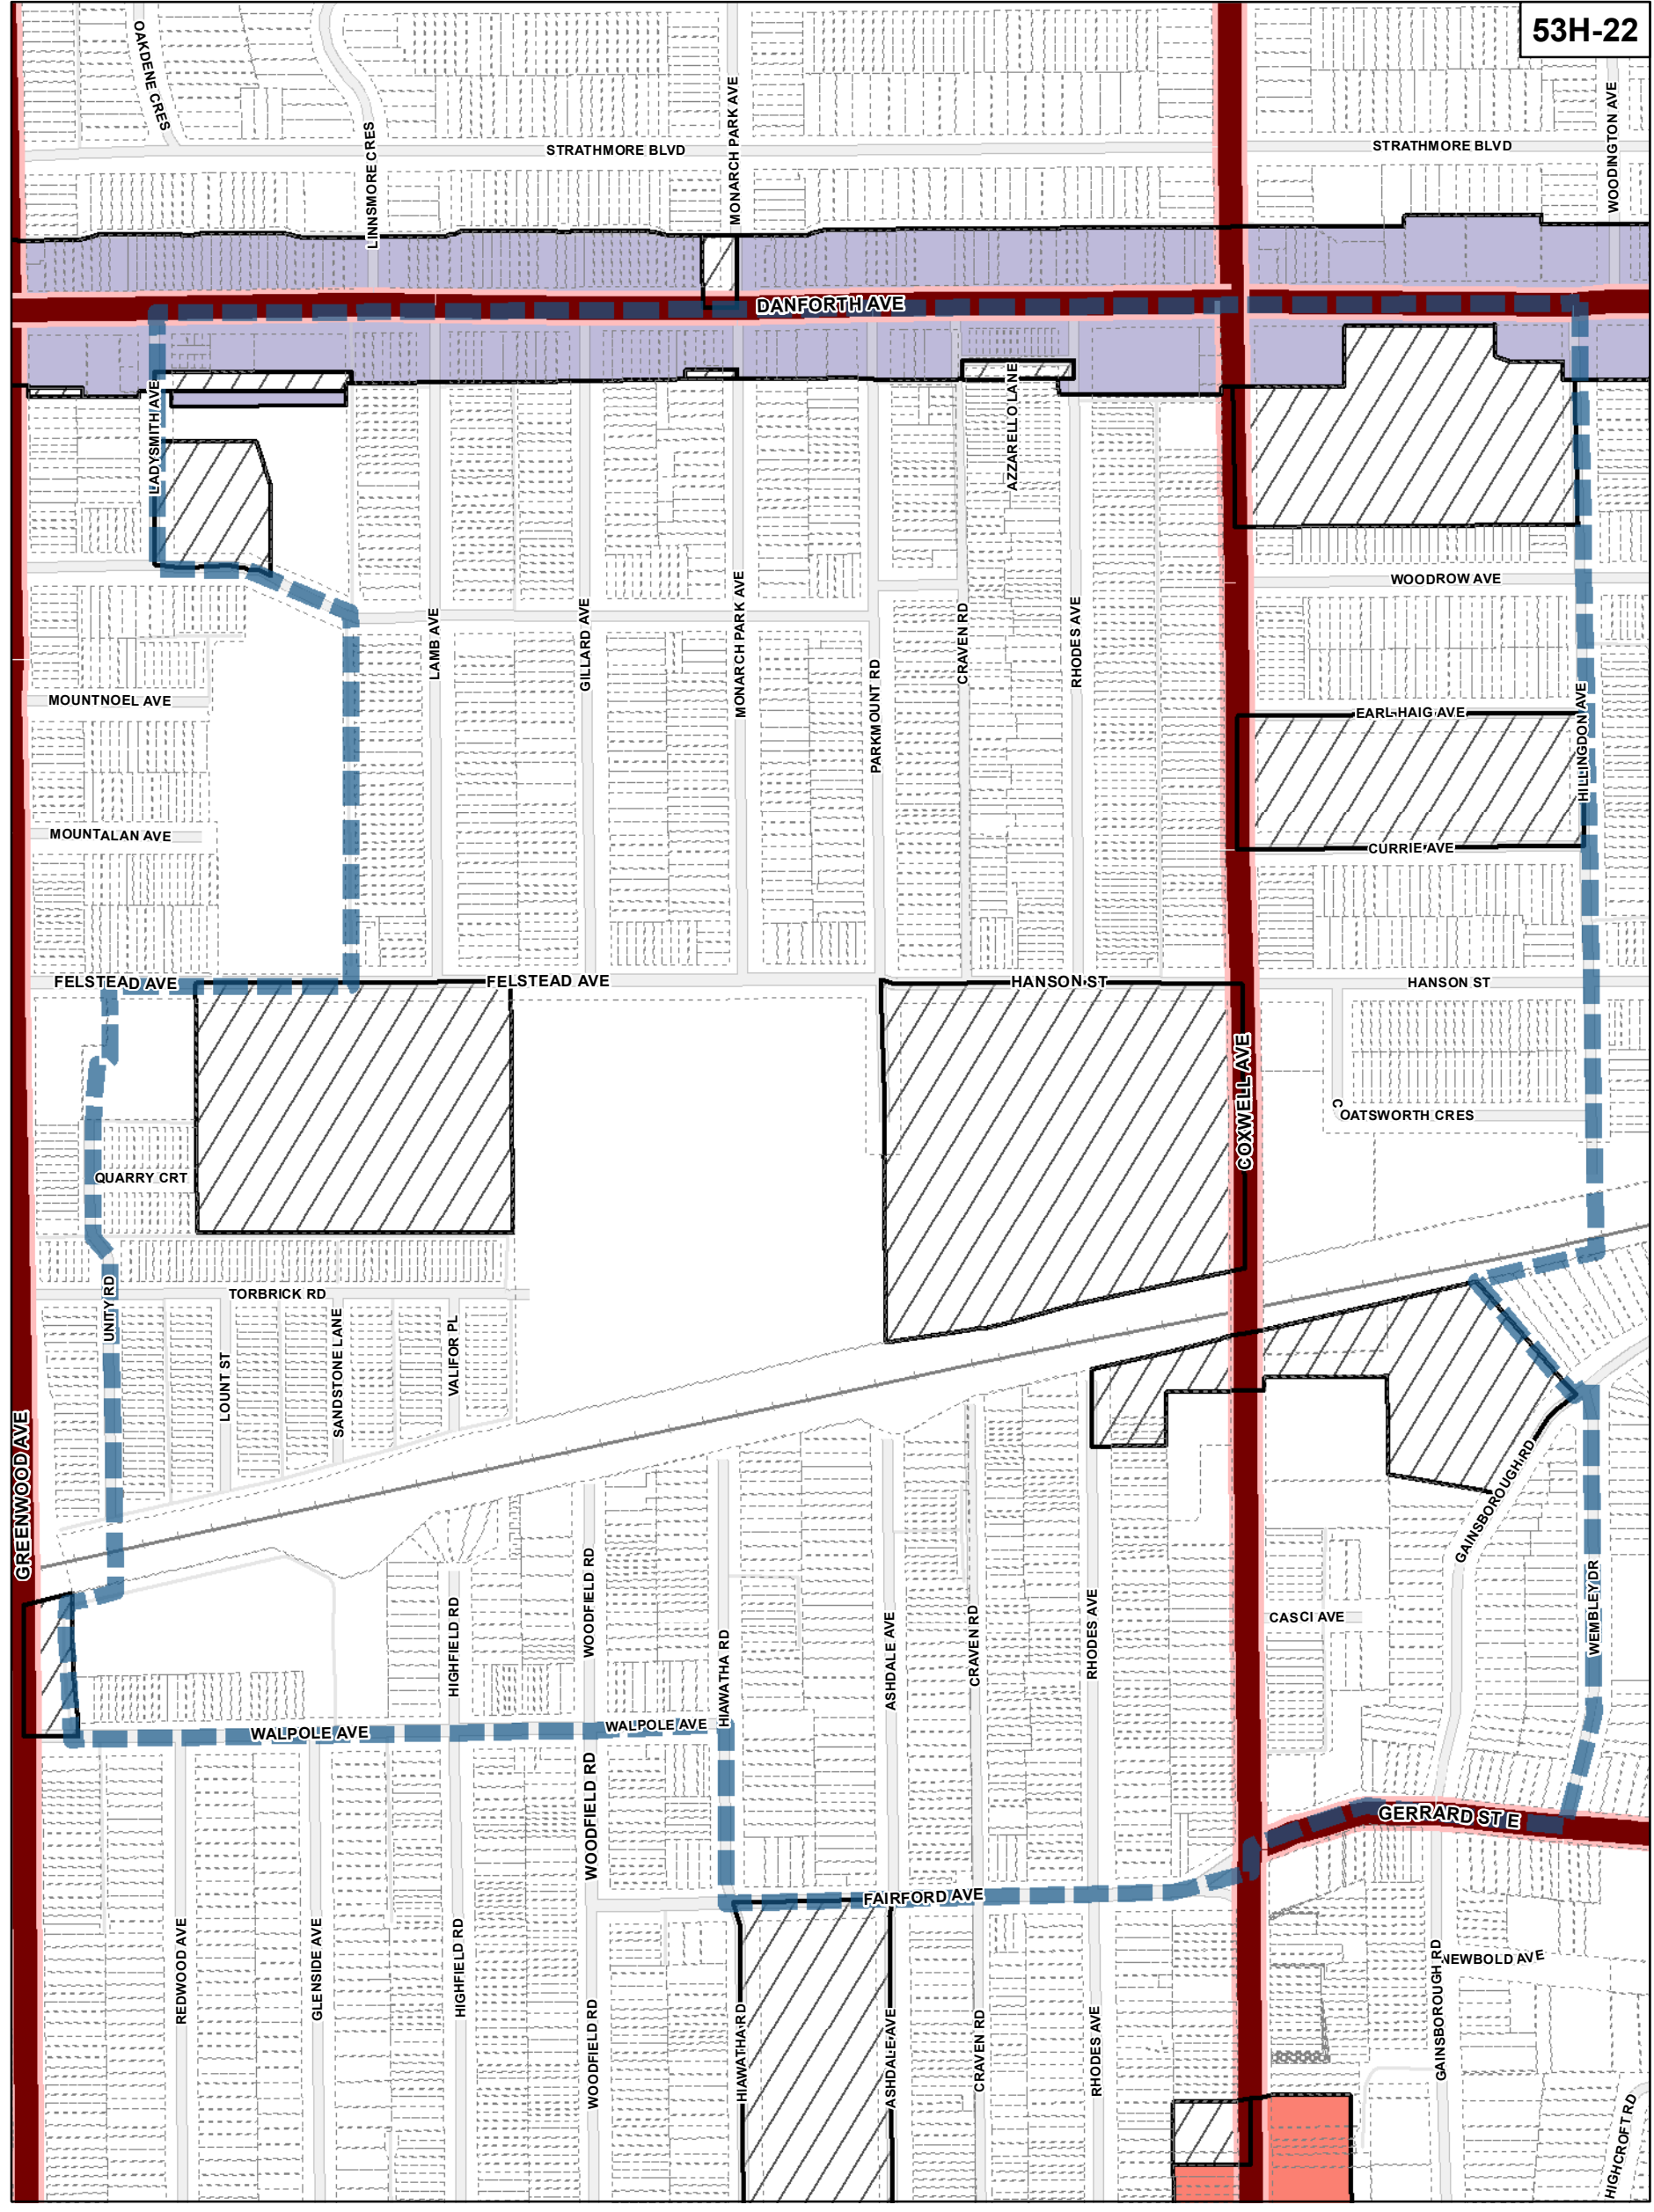 53H-22
OAKDENE CRES
LINNSMORE CRES
MONARCH PARK AVE
WOODINGTON AVE
STRATHMORE BLVD
STRATHMORE BLVD
DANFORTH AVE
LADYSMITH AVE
AZZARELLO LANE
WOODROW AVE
LAMB AVE
GILLARD AVE
MONARCH PARK AVE
CRAVEN RD
RHODES AVE
PARKMOUNT RD
MOUNTNOEL AVE
EARL HAIG AVE
HILLINGDON AVE
MOUNTALAN AVE
CURRIE AVE
FELSTEAD AVE
FELSTEAD AVE
HANSON ST
HANSON ST
COXWELL AVE
COATSWORTH CRES
QUARRY CRT
UNITY RD
TORBRICK RD
LOUNT ST
SANDSTONE LANE
VALIFOR PL
GREENWOOD AVE
GAINSBOROUGH RD
WEMBLEY DR
HIGHFIELD RD
WOODFIELD RD
HIAWATHA RD
ASHDALE AVE
CRAVEN RD
RHODES AVE
CASCI AVE
WALPOLE AVE
WALPOLE AVE
WOODFIELD RD
GERRARD ST E
FAIRFORD AVE
REDWOOD AVE
GLENSIDE AVE
HIGHFIELD RD
WOODFIELD RD
HIAWATHA RD
ASHDALE AVE
CRAVEN RD
RHODES AVE
GAINSBOROUGH RD
NEWBOLD AVE
HIGHCROFT RD